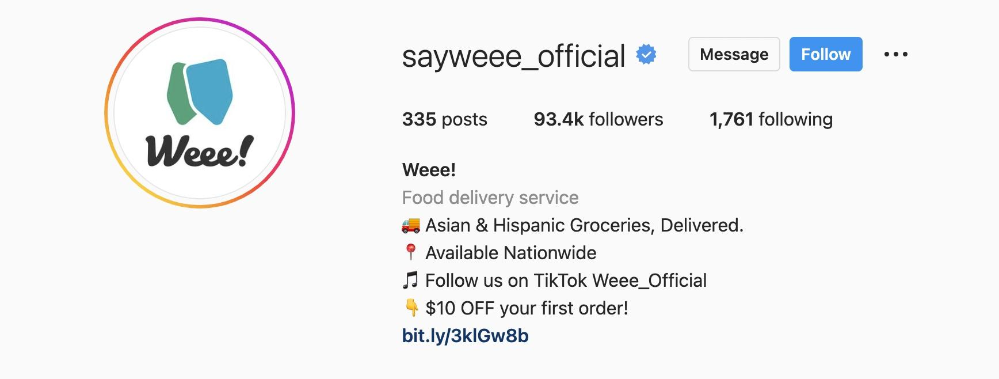 Weee!
sayweee_official
Message
Follow
335 posts 93.4k followers 1,761 following
Weee!
Food delivery service
🚚 Asian & Hispanic Groceries, Delivered.
📍 Available Nationwide
🎵 Follow us on TikTok Weee_Official
👇 $10 OFF your first order!
bit.ly/3klGw8b